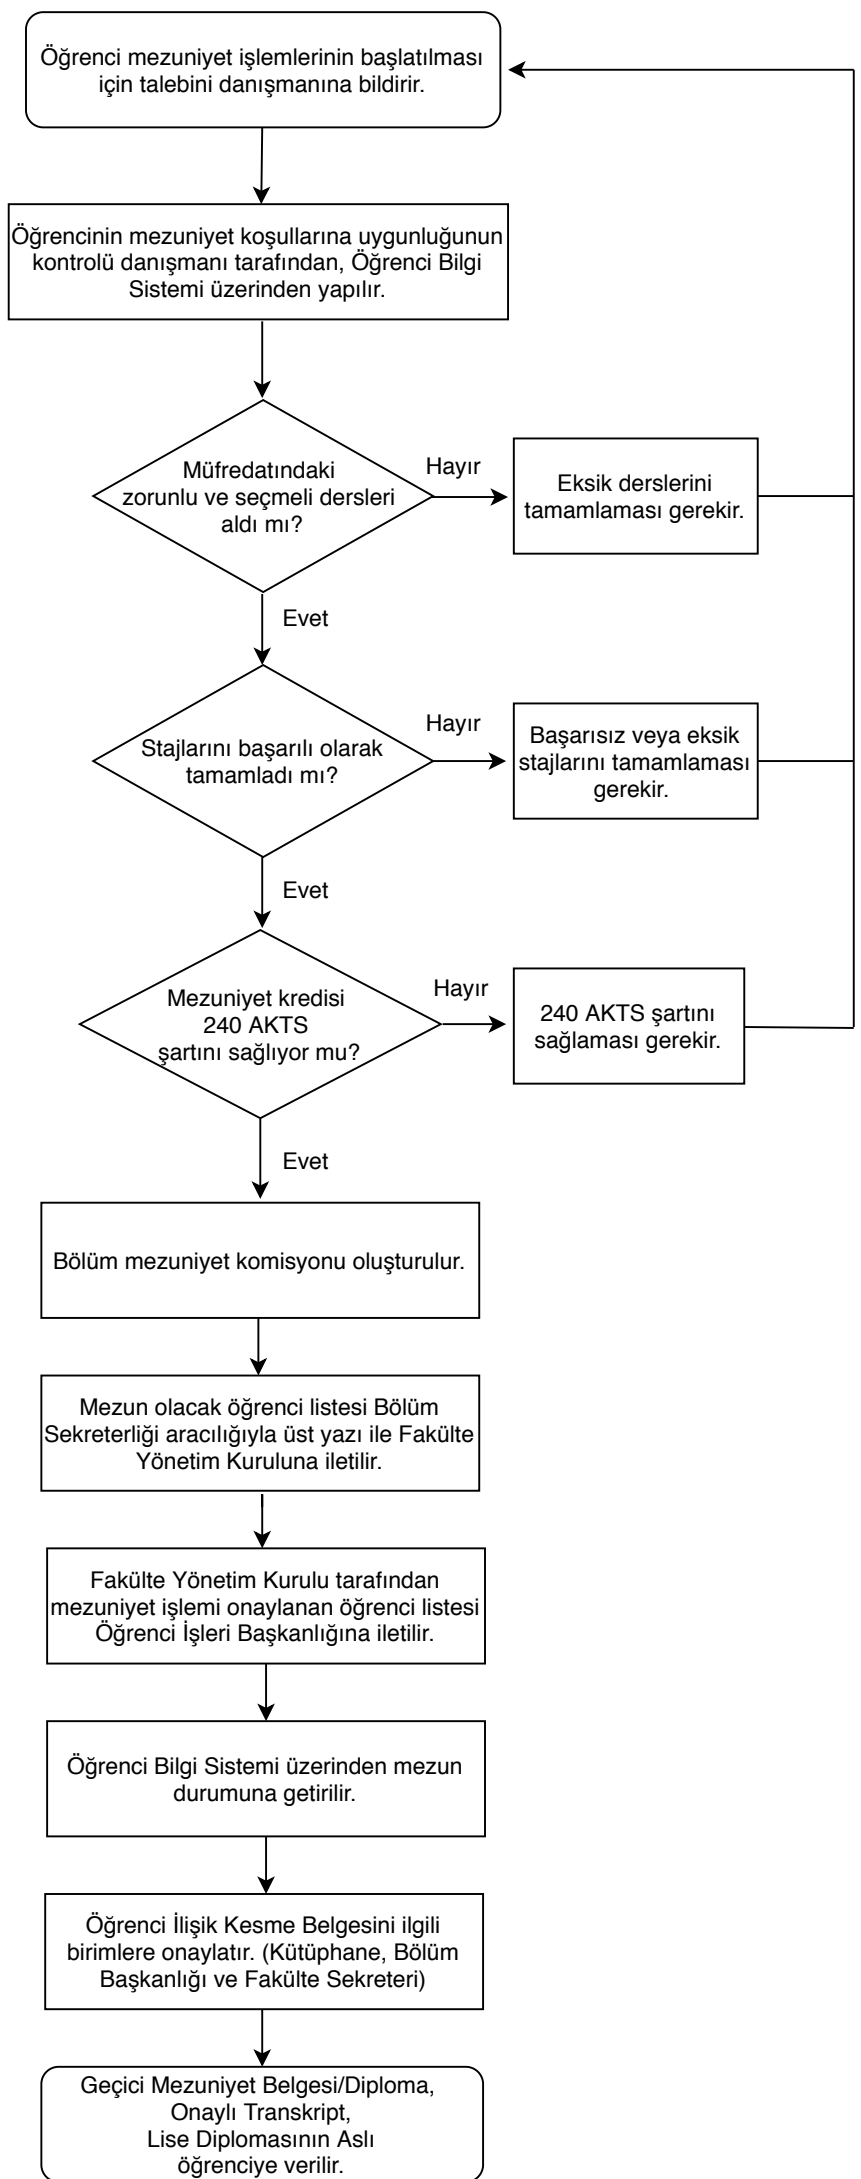 Öğrenci mezuniyet işlemlerinin başlatılması
için talebini danışmanına bildirir.
Öğrencinin mezuniyet koşullarına uygunluğunun
kontrolü danışmanı tarafından, Öğrenci Bilgi
Sistemi üzerinden yapılır.
Müfredatındaki
zorunlu ve seçmeli dersleri
aldı mı?
Hayır
Eksik derslerini
tamamlaması gerekir.
Evet
Stajlarını başarılı olarak
tamamladı mı?
Hayır
Başarısız veya eksik
stajlarını tamamlaması
gerekir.
Evet
Mezuniyet kredisi
240 AKTS
şartını sağlıyor mu?
Hayır
240 AKTS şartını
sağlaması gerekir.
Evet
Bölüm mezuniyet komisyonu oluşturulur.
Mezun olacak öğrenci listesi Bölüm
Sekreterliği aracılığıyla üst yazı ile Fakülte
Yönetim Kuruluna iletilir.
Fakülte Yönetim Kurulu tarafından
mezuniyet işlemi onaylanan öğrenci listesi
Öğrenci İşleri Başkanlığına iletilir.
Öğrenci Bilgi Sistemi üzerinden mezun
durumuna getirilir.
Öğrenci İlişik Kesme Belgesini ilgili
birimlere onaylatır. (Kütüphane, Bölüm
Başkanlığı ve Fakülte Sekreteri)
Geçici Mezuniyet Belgesi/Diploma,
Onaylı Transkript,
Lise Diplomasının Aslı
öğrenciye verilir.